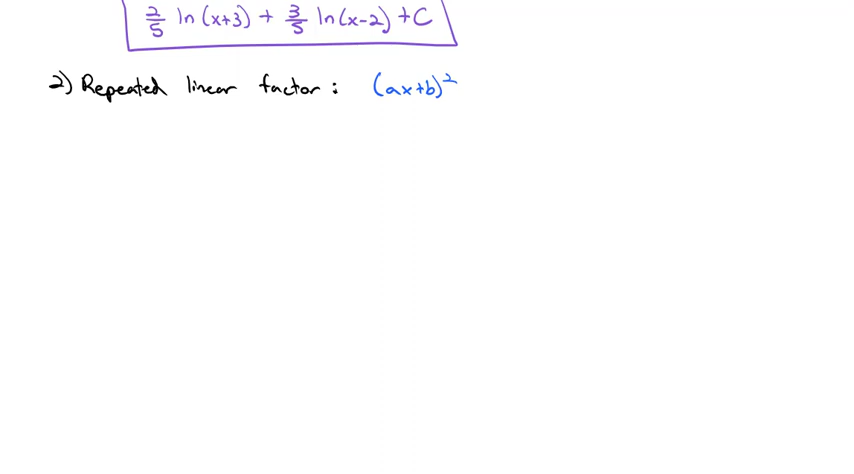 2/5 ln(x+3) + 3/5 ln(x-2) + C
2) Repeated linear factor : (ax+b)²